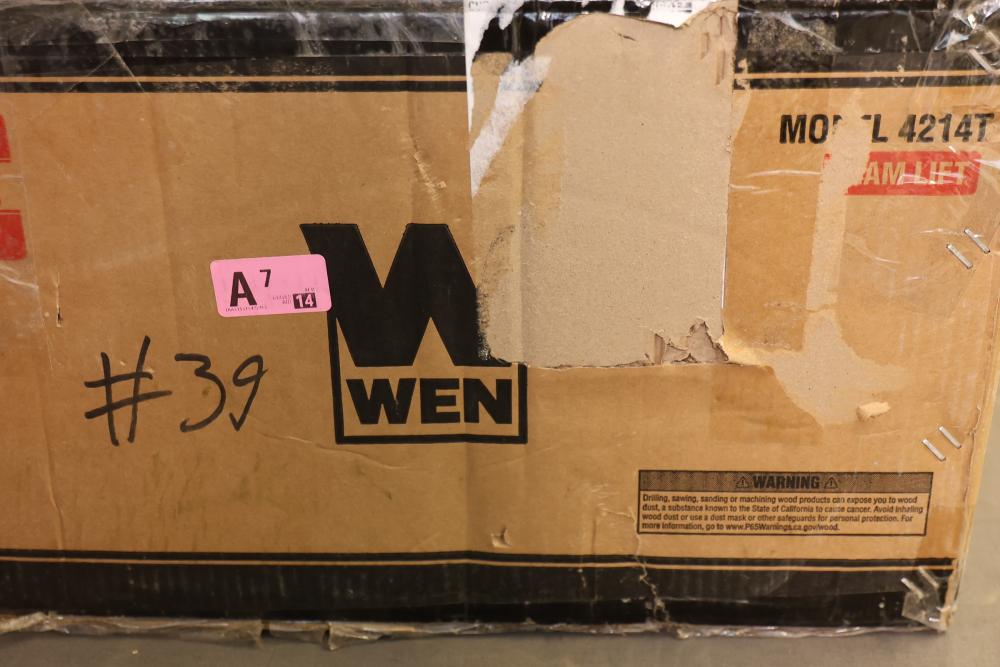 MODEL 4214T
AM LIFT
A7
14
#39
WEN
WARNING
Drilling, sawing, sanding or machining wood products can expose you to wood
dust, a substance known to the State of California to cause cancer. Avoid inhaling
wood dust or use a dust mask or other safeguards for personal protection. For
more information, go to www.P65Warnings.ca.gov/wood.